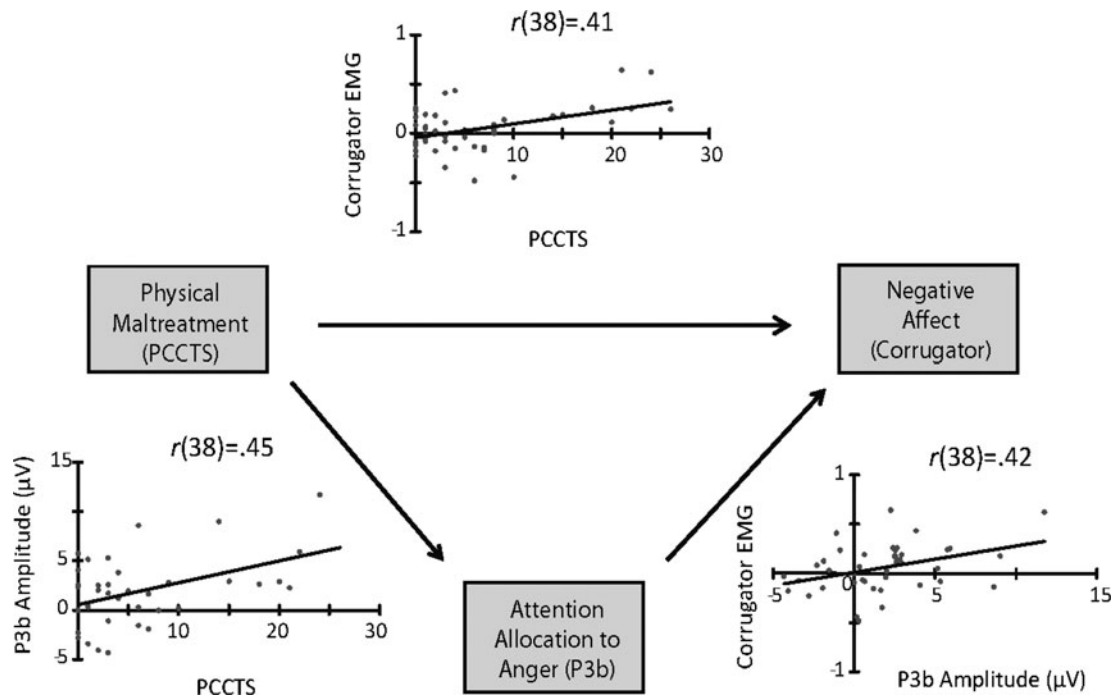 r(38)=.41
1
Corrugator EMG
0
10
20
30
-1
PCCTS
Physical
Maltreatment
(PCCTS)
Negative
Affect
(Corrugator)
r(38)=.45
15
P3b Amplitude (µV)
5
0
10
20
30
-5
PCCTS
Attention
Allocation to
Anger (P3b)
r(38)=.42
1
Corrugator EMG
0
-5
5
15
-1
P3b Amplitude (µV)